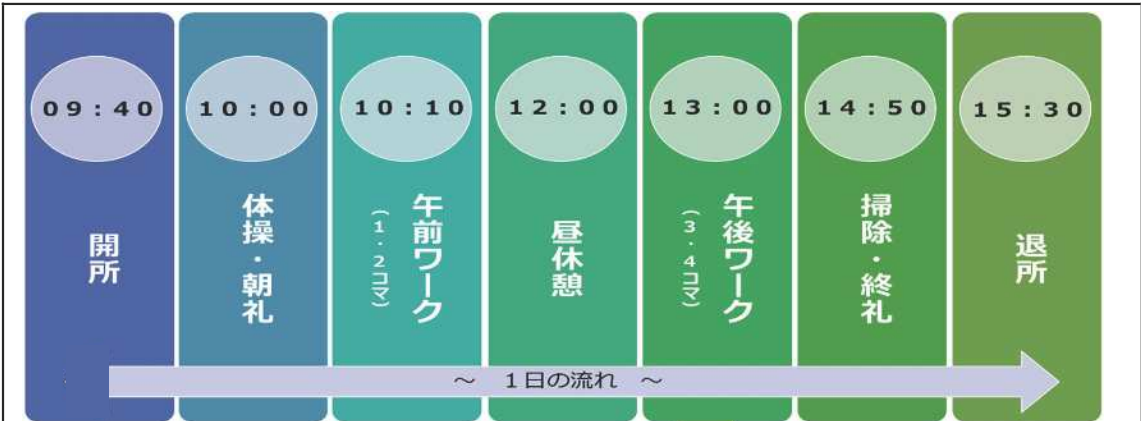 09:40
開所
10:00
体操・朝礼
10:10
午前ワーク
(1・2コマ)
12:00
昼休憩
13:00
午後ワーク
(3・4コマ)
14:50
掃除・終礼
15:30
退所
～ 1日の流れ ～